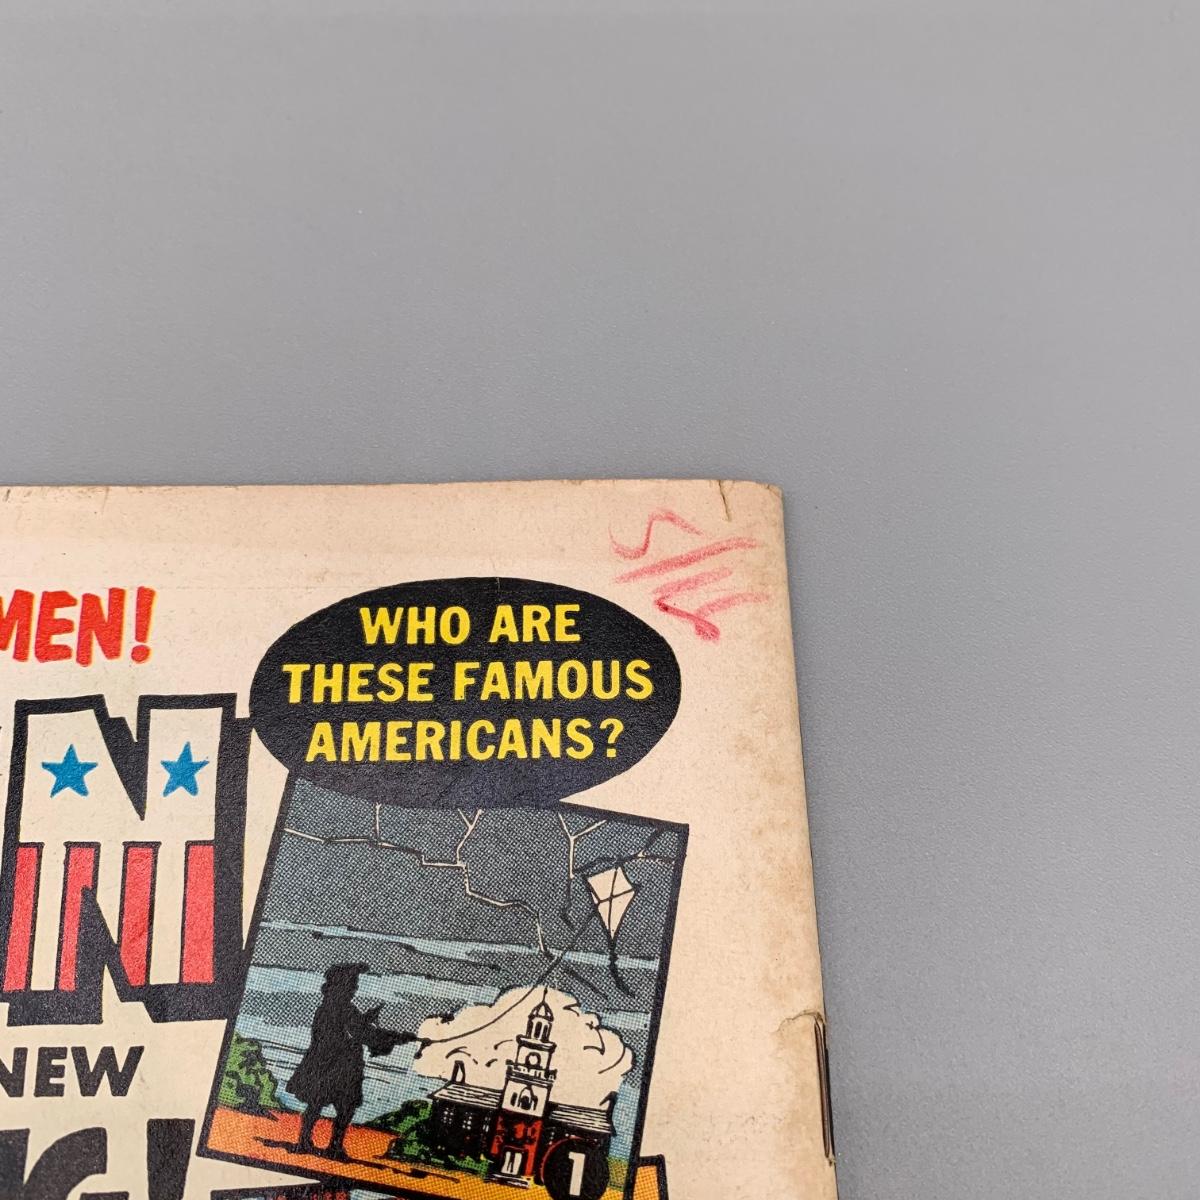 MEN!
WHO ARE
THESE FAMOUS
AMERICANS?
N
NEW
G!
1